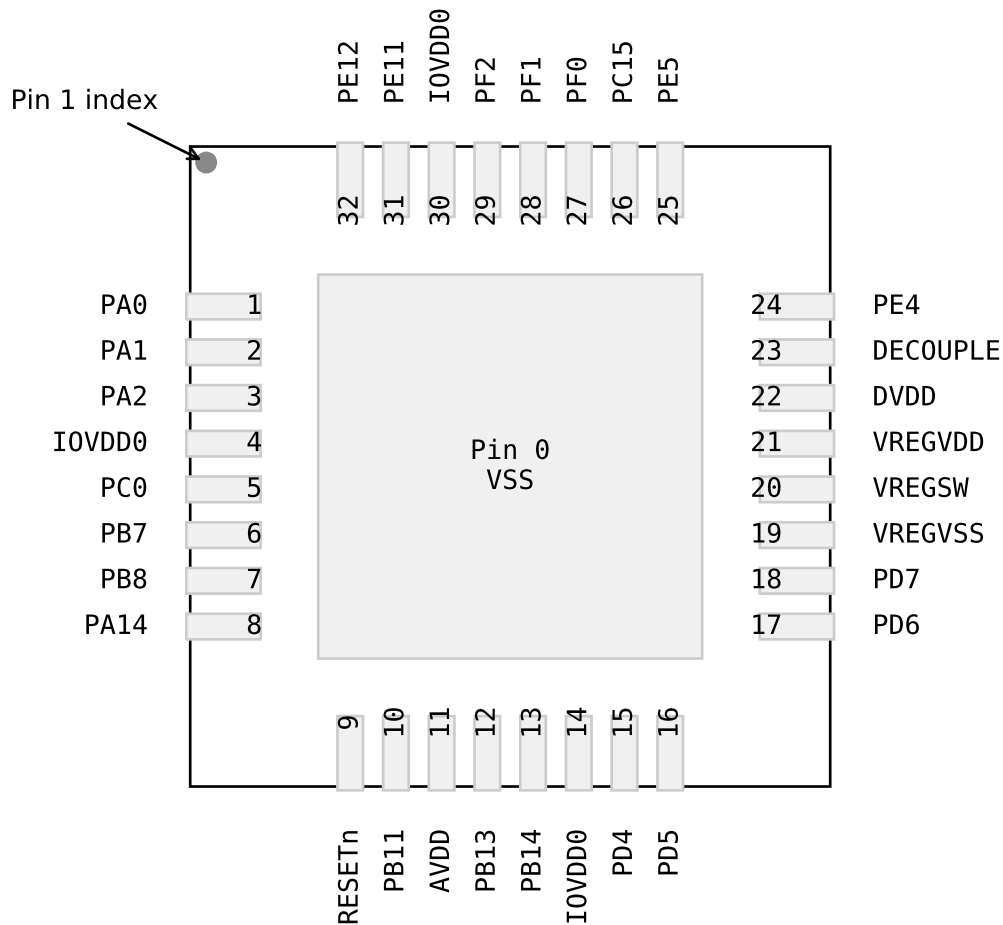 PE12
PE11
IOVDD0
PF2
PF1
PF0
PC15
PE5
Pin 1 index
32
31
30
29
28
27
26
25
PA0 1
24 PE4
PA1 2
23 DECOUPLE
PA2 3
22 DVDD
IOVDD0 4
21 VREGVDD
Pin 0
VSS
PC0 5
20 VREGSW
PB7 6
19 VREGVSS
PB8 7
18 PD7
PA14 8
17 PD6
9
10
11
12
13
14
15
16
RESETn
PB11
AVDD
PB13
PB14
IOVDD0
PD4
PD5